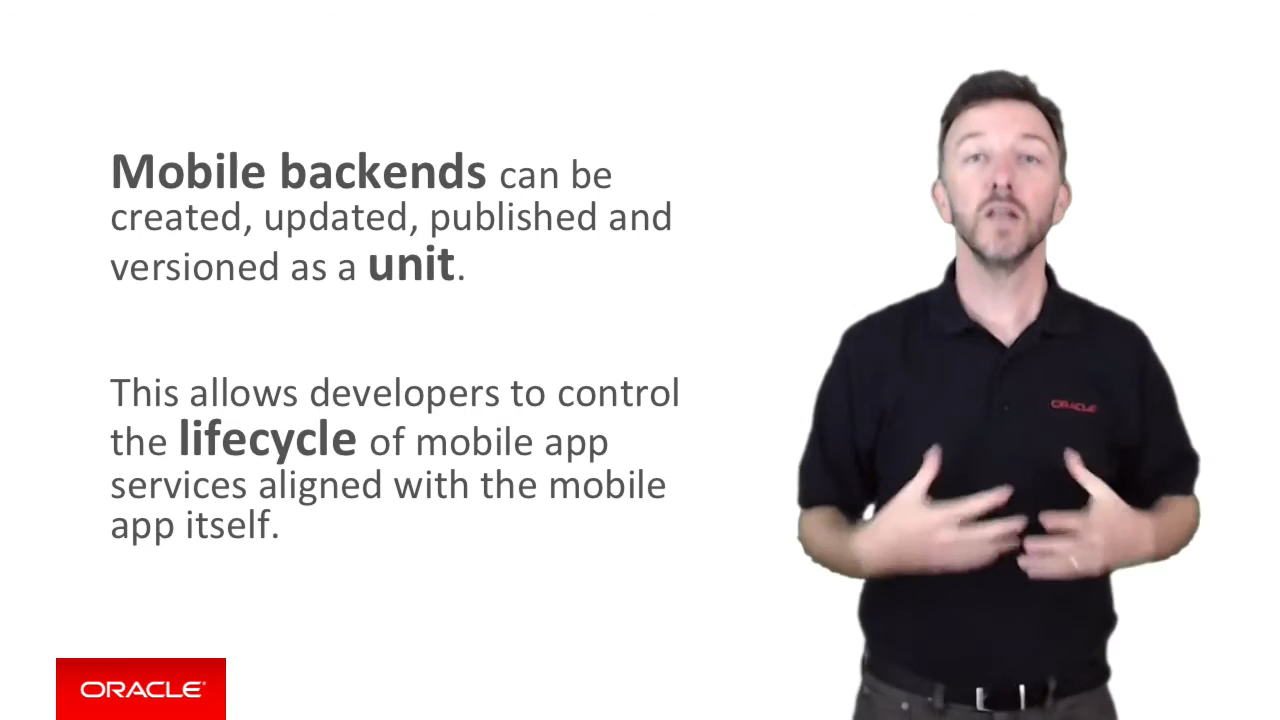 Mobile backends can be
created, updated, published and
versioned as a unit.
This allows developers to control
the lifecycle of mobile app
services aligned with the mobile
app itself.
ORACLE
ORACLE®